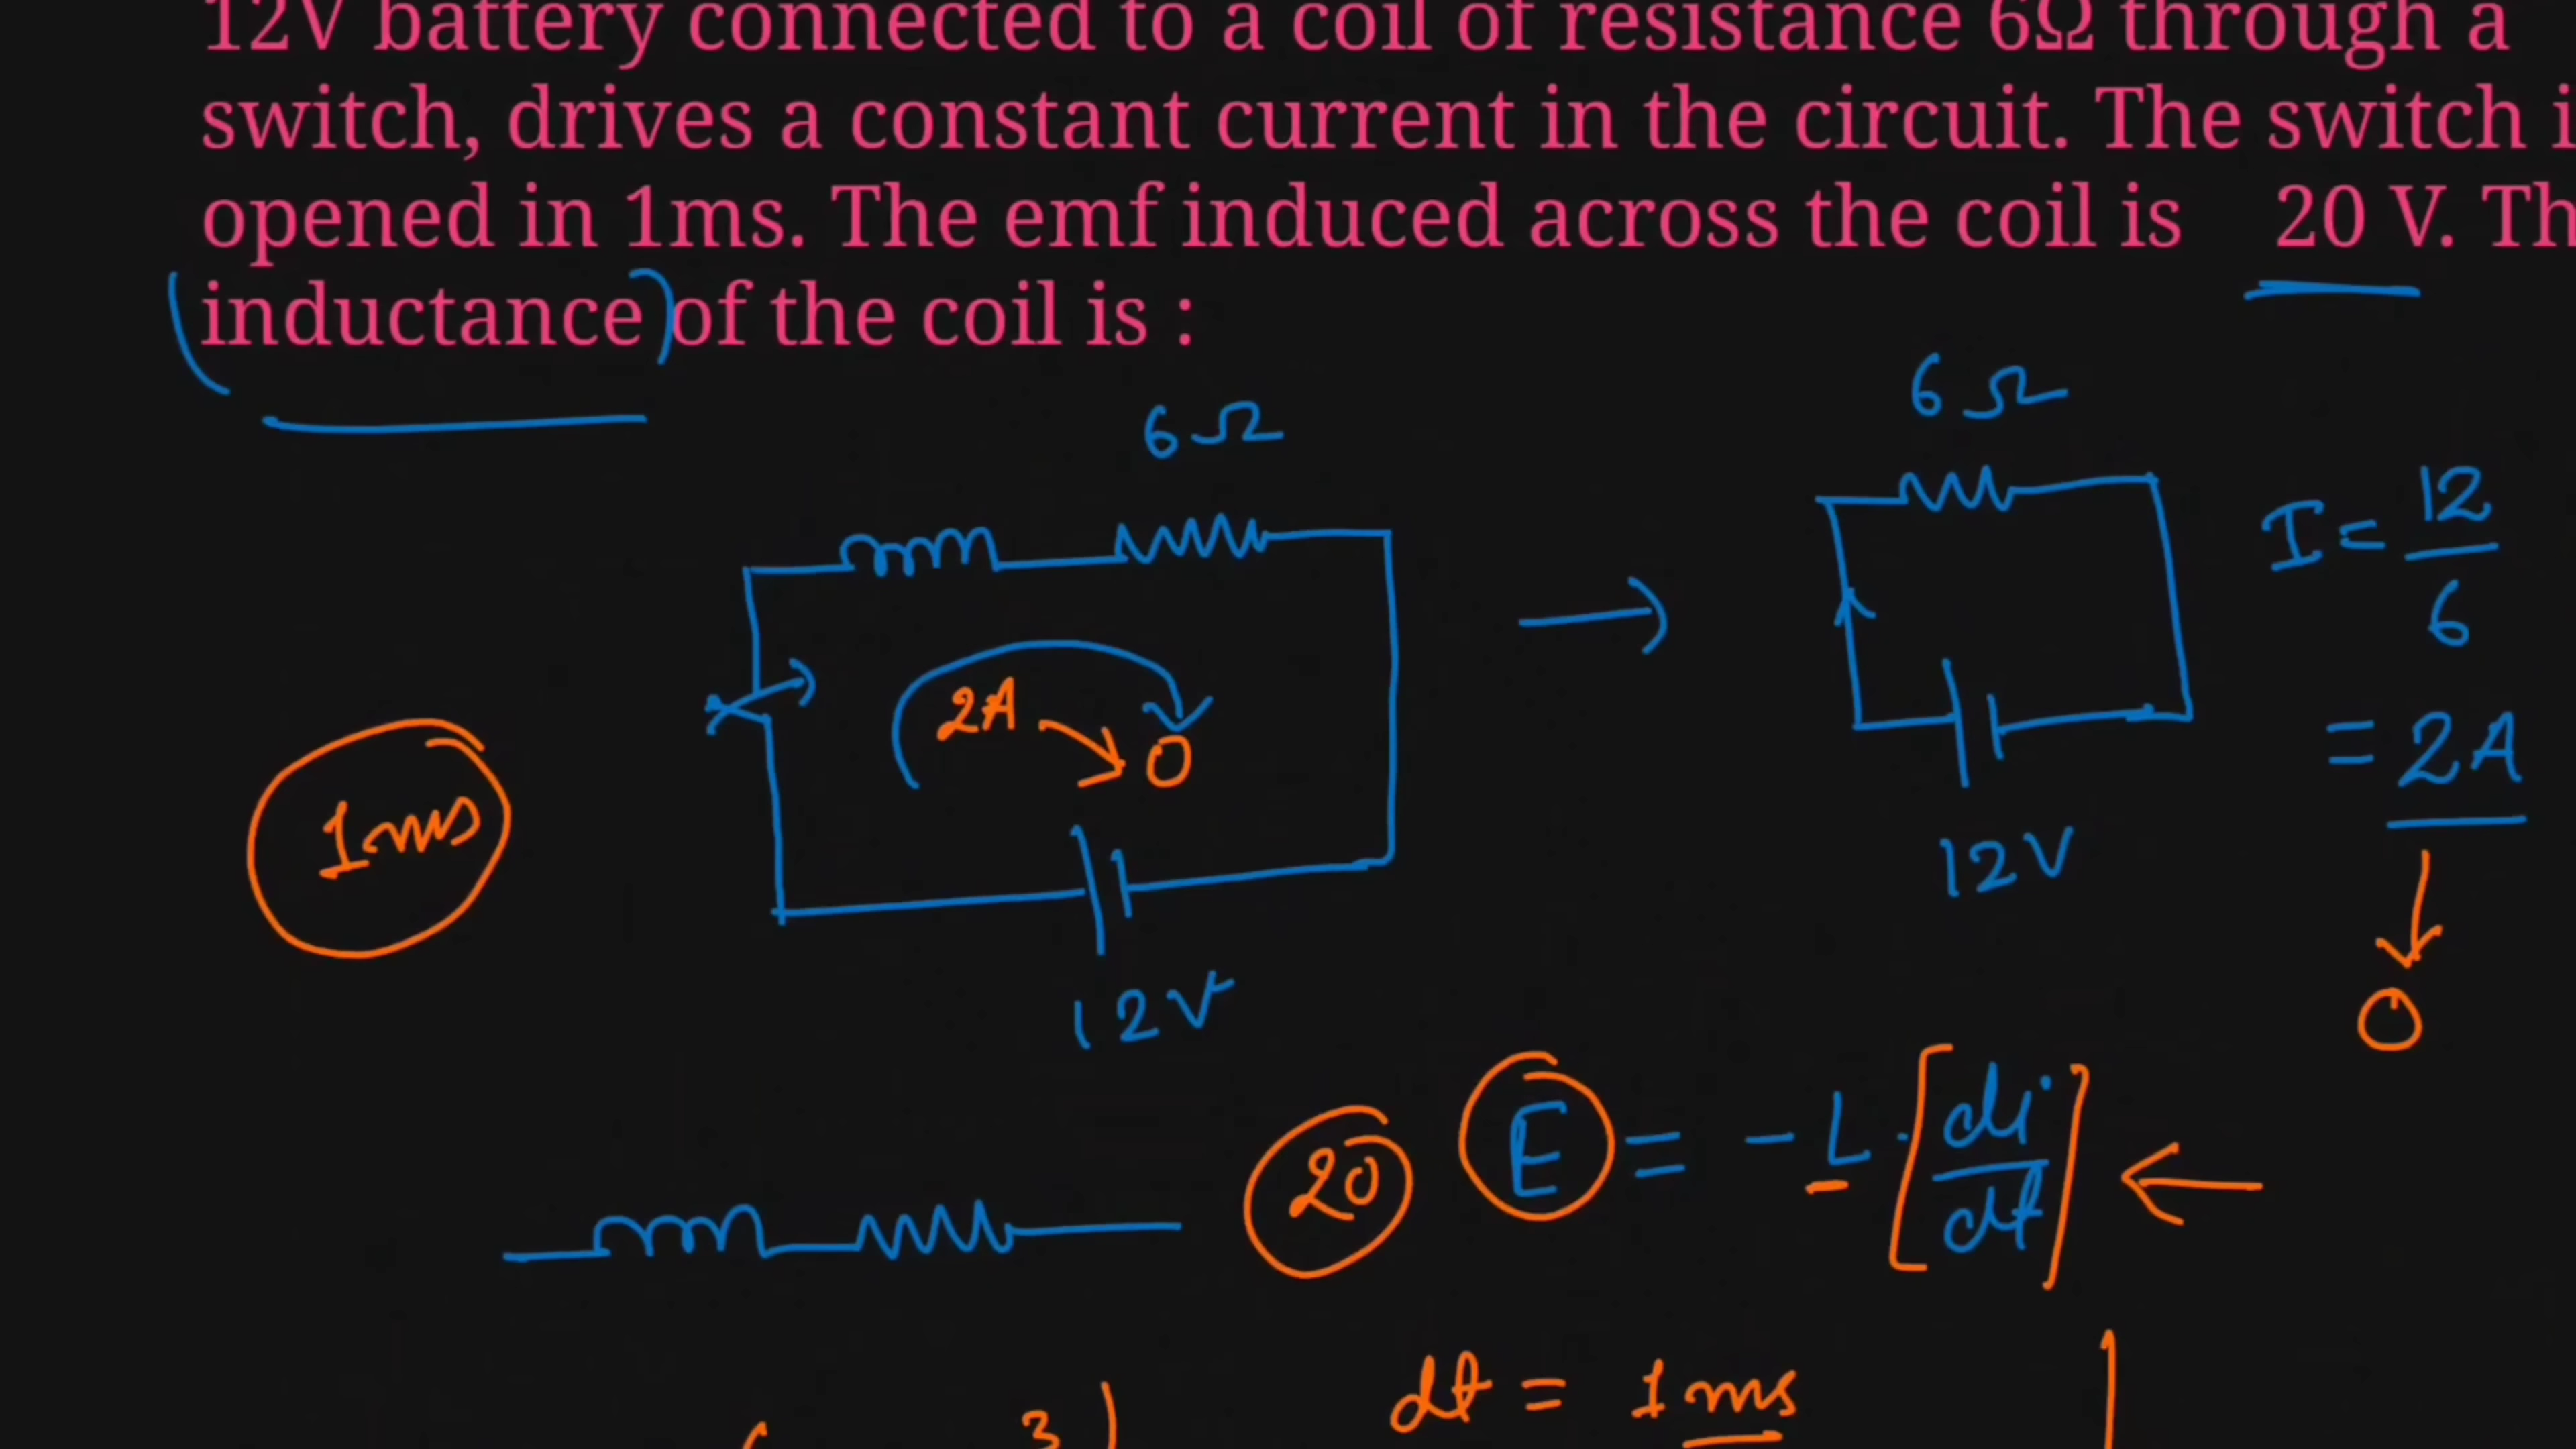 12V battery connected to a coil of resistance 6Ω through a
switch, drives a constant current in the circuit. The switch i
opened in 1ms. The emf induced across the coil is 20 V. Th
inductance of the coil is :
6Ω
6Ω
I = 12/6
= 2A
2A → 0
1ms
12V
12V
0
20
E = -L · [di/dt] ←
dt = 1ms
3